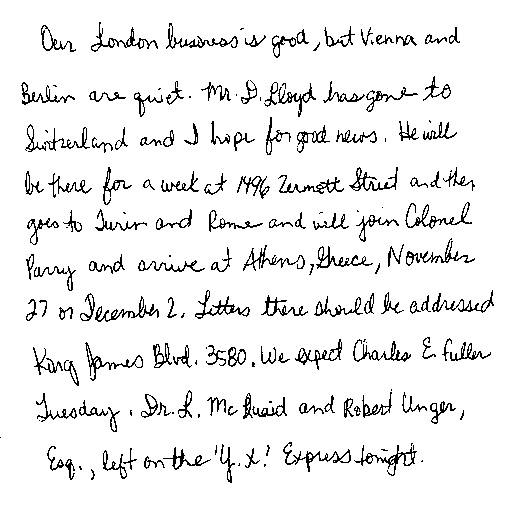 Our London business is good, but Vienna and
Berlin are quiet. Mr. D. Lloyd has gone to
Switzerland and I hope for good news. He will
be there for a week at 1496 Zermott Street and then
goes to Turin and Rome and will join Colonel
Parry and arrive at Athens, Greece, November
27 or December 2. Letters there should be addressed
King James Blvd. 3580. We expect Charles E. Fuller
Tuesday. Dr. L. McQuaid and Robert Unger,
Esq., left on the 'Y.X.' Express tonight.